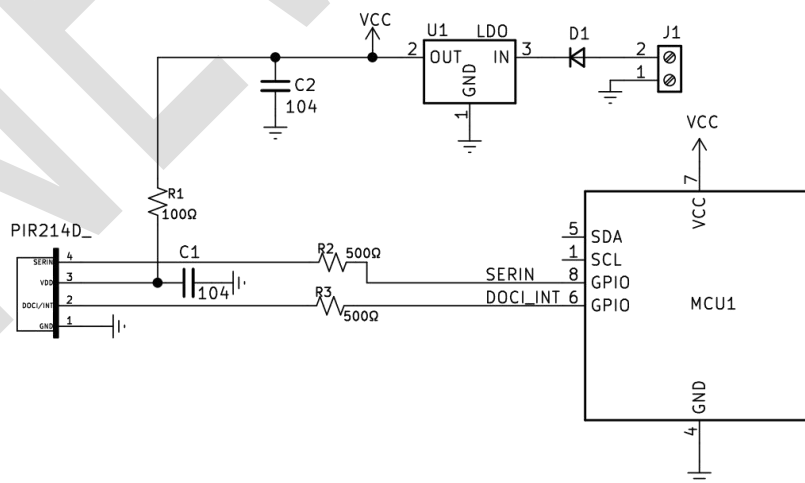 VCC
U1 LDO
D1
J1
2 OUT IN 3
2
GND
1
1
C2
104
VCC
7
VCC
R1
100Ω
PIR214D_
5 SDA
SERIN 4
C1
R2 500Ω
1 SCL
VDD 3
SERIN 8 GPIO
104
R3
DOCI/INT 2
DOCI_INT 6 GPIO
MCU1
500Ω
GND 1
GND
4